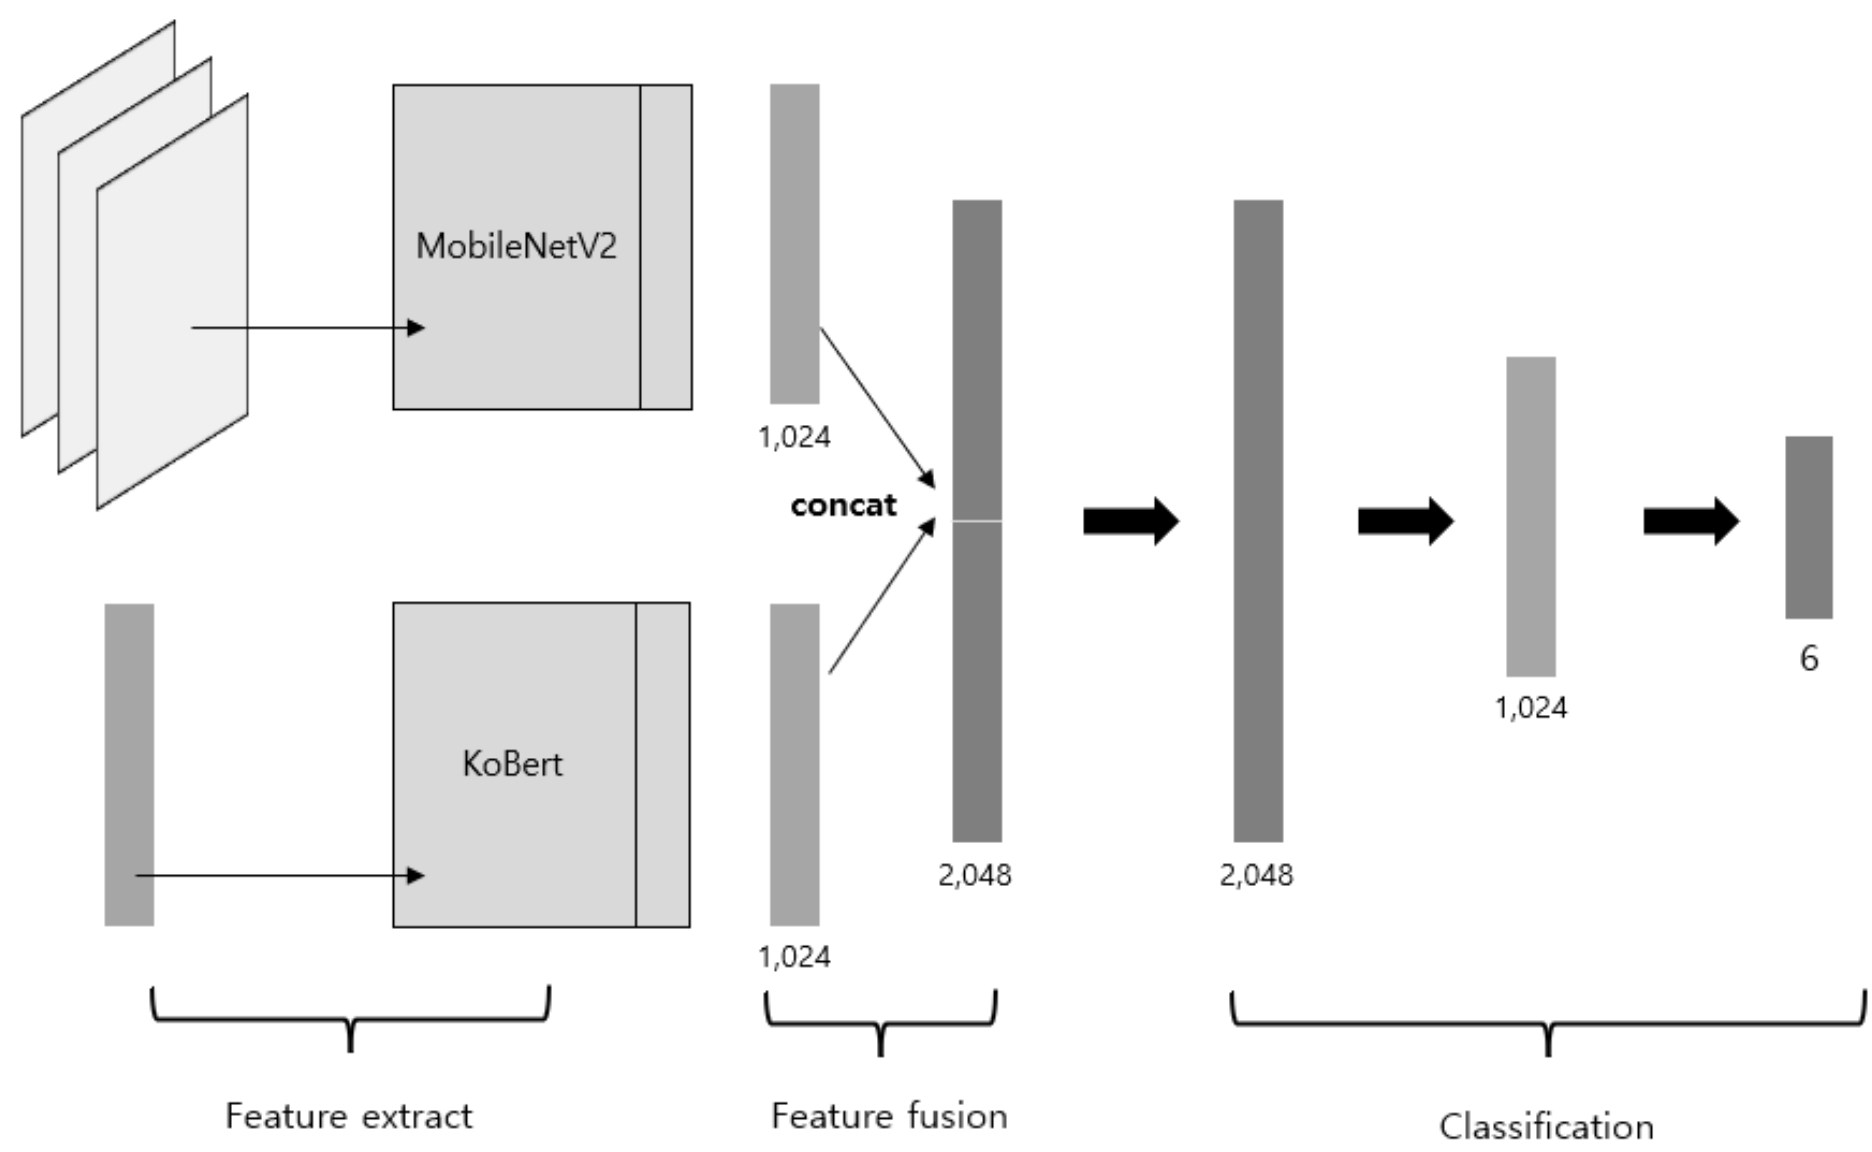 MobileNetV2
1,024
concat
KoBert
1,024
2,048
2,048
1,024
6
Feature extract
Feature fusion
Classification